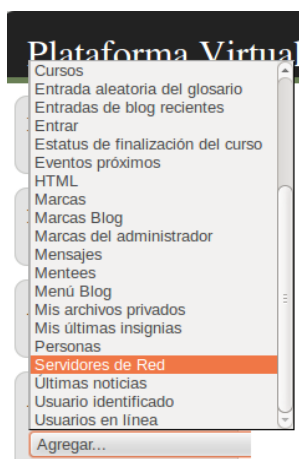 Plataforma Virtual
Cursos
Entrada aleatoria del glosario
Entradas de blog recientes
Entrar
Estatus de finalización del curso
Eventos próximos
HTML
Marcas
Marcas Blog
Marcas del administrador
Mensajes
Mentees
Menú Blog
Mis archivos privados
Mis últimas insignias
Personas
Servidores de Red
Últimas noticias
Usuario identificado
Usuarios en línea
Agregar...